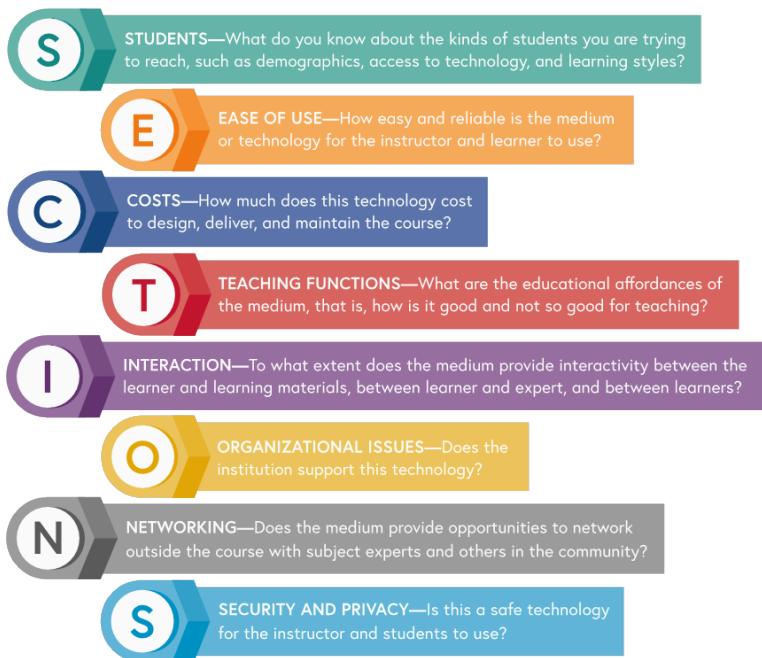 S
STUDENTS—What do you know about the kinds of students you are trying
to reach, such as demographics, access to technology, and learning styles?
E
EASE OF USE—How easy and reliable is the medium
or technology for the instructor and learner to use?
C
COSTS—How much does this technology cost
to design, deliver, and maintain the course?
T
TEACHING FUNCTIONS—What are the educational affordances of
the medium, that is, how is it good and not so good for teaching?
I
INTERACTION—To what extent does the medium provide interactivity between the
learner and learning materials, between learner and expert, and between learners?
O
ORGANIZATIONAL ISSUES—Does the
institution support this technology?
N
NETWORKING—Does the medium provide opportunities to network
outside the course with subject experts and others in the community?
S
SECURITY AND PRIVACY—Is this a safe technology
for the instructor and students to use?